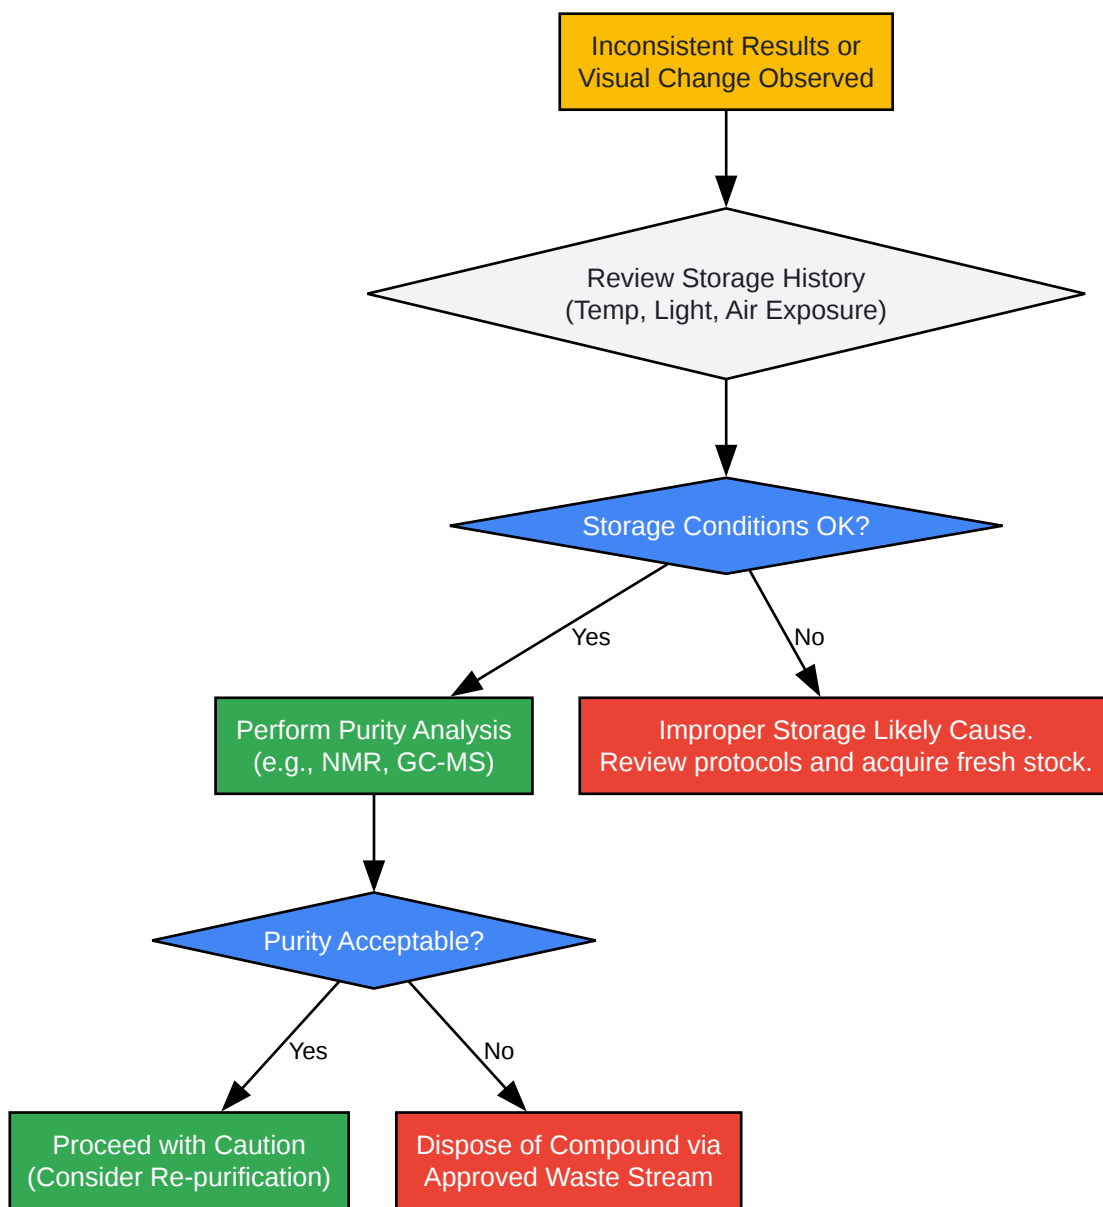 Inconsistent Results or
Visual Change Observed
Review Storage History
(Temp, Light, Air Exposure)
Storage Conditions OK?
Yes
No
Perform Purity Analysis
(e.g., NMR, GC-MS)
Improper Storage Likely Cause.
Review protocols and acquire fresh stock.
Purity Acceptable?
Yes
No
Proceed with Caution
(Consider Re-purification)
Dispose of Compound via
Approved Waste Stream